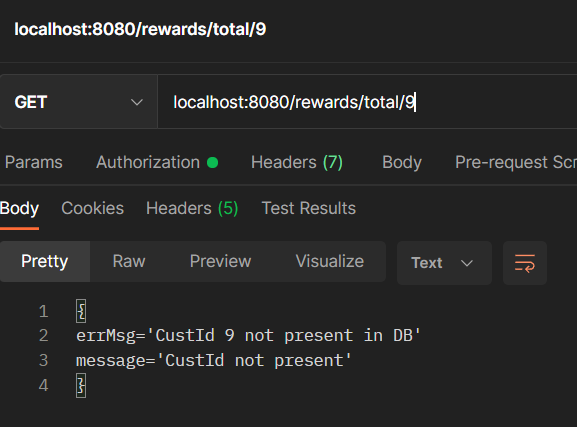 localhost:8080/rewards/total/9
GET localhost:8080/rewards/total/9
Params Authorization Headers (7) Body Pre-request Scr
Body Cookies Headers (5) Test Results
Pretty Raw Preview Visualize Text
1 {
2 errMsg='CustId 9 not present in DB'
3 message='CustId not present'
4 }